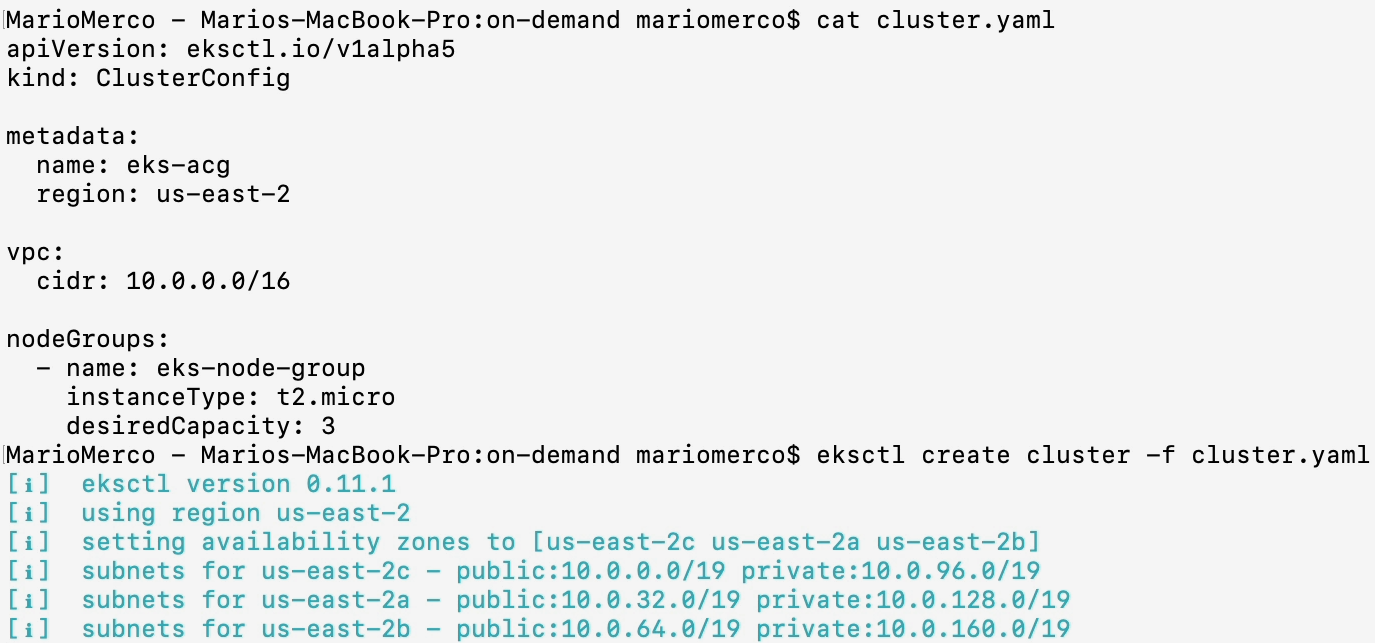 MarioMerco - Marios-MacBook-Pro:on-demand mariomerco$ cat cluster.yaml
apiVersion: eksctl.io/v1alpha5
kind: ClusterConfig

metadata:
  name: eks-acg
  region: us-east-2

vpc:
  cidr: 10.0.0.0/16

nodeGroups:
  - name: eks-node-group
    instanceType: t2.micro
    desiredCapacity: 3
MarioMerco - Marios-MacBook-Pro:on-demand mariomerco$ eksctl create cluster -f cluster.yaml
[ℹ]  eksctl version 0.11.1
[ℹ]  using region us-east-2
[ℹ]  setting availability zones to [us-east-2c us-east-2a us-east-2b]
[ℹ]  subnets for us-east-2c - public:10.0.0.0/19 private:10.0.96.0/19
[ℹ]  subnets for us-east-2a - public:10.0.32.0/19 private:10.0.128.0/19
[ℹ]  subnets for us-east-2b - public:10.0.64.0/19 private:10.0.160.0/19